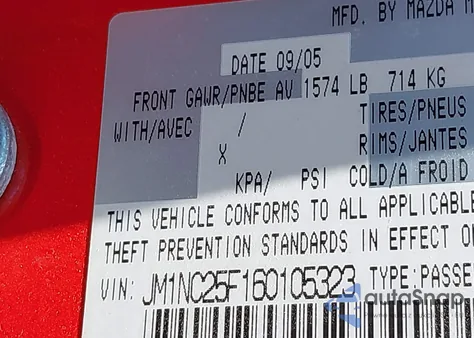 MFD. BY MAZDA M
DATE 09/05
FRONT GAWR/PNBE AV 1574 LB 714 KG
WITH/AVEC / TIRES/PNEUS
X RIMS/JANTES
KPA/ PSI COLD/A FROID
THIS VEHICLE CONFORMS TO ALL APPLICABLE
THEFT PREVENTION STANDARDS IN EFFECT O
VIN: JM1NC25F160105323 TYPE:PASSE
autoSnap